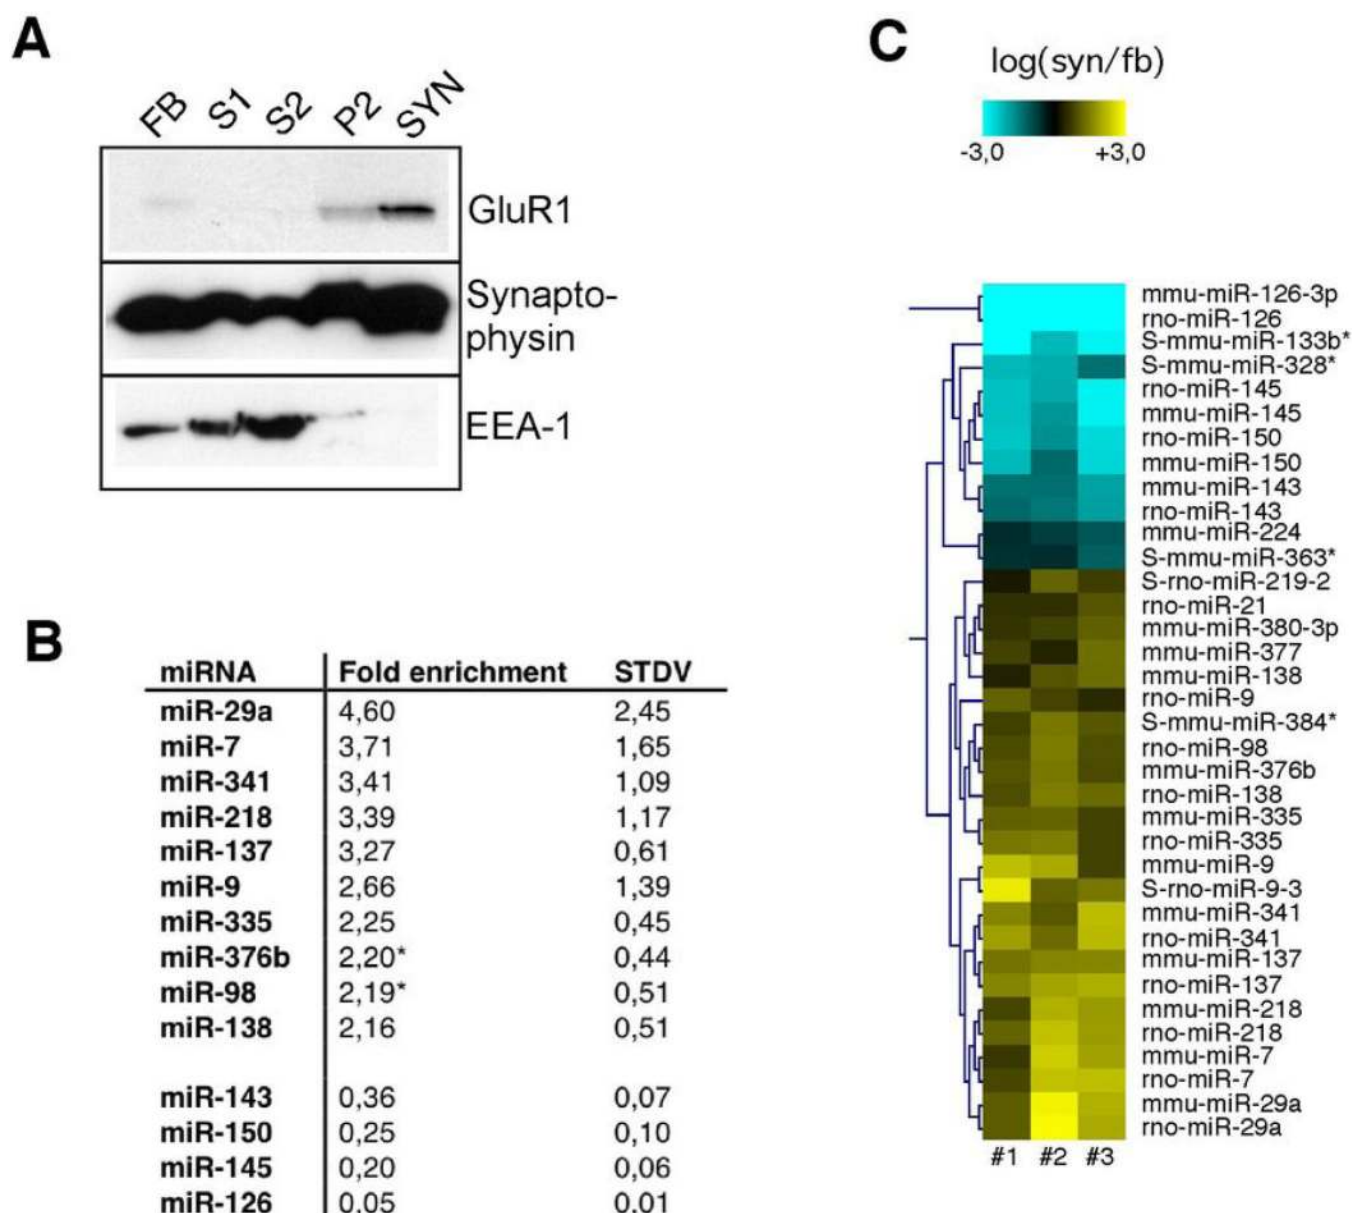 A
FB S1 S2 P2 SYN
GluR1
Synapto-
physin
EEA-1
B
miRNA Fold enrichment STDV
miR-29a 4,60 2,45
miR-7 3,71 1,65
miR-341 3,41 1,09
miR-218 3,39 1,17
miR-137 3,27 0,61
miR-9 2,66 1,39
miR-335 2,25 0,45
miR-376b 2,20* 0,44
miR-98 2,19* 0,51
miR-138 2,16 0,51
miR-143 0,36 0,07
miR-150 0,25 0,10
miR-145 0,20 0,06
miR-126 0,05 0,01
C
log(syn/fb)
-3,0 +3,0
mmu-miR-126-3p
rno-miR-126
S-mmu-miR-133b*
S-mmu-miR-328*
rno-miR-145
mmu-miR-145
rno-miR-150
mmu-miR-150
mmu-miR-143
rno-miR-143
mmu-miR-224
S-mmu-miR-363*
S-rno-miR-219-2
rno-miR-21
mmu-miR-380-3p
mmu-miR-377
mmu-miR-138
rno-miR-9
S-mmu-miR-384*
rno-miR-98
mmu-miR-376b
rno-miR-138
mmu-miR-335
rno-miR-335
mmu-miR-9
S-rno-miR-9-3
mmu-miR-341
rno-miR-341
mmu-miR-137
rno-miR-137
mmu-miR-218
rno-miR-218
mmu-miR-7
rno-miR-7
mmu-miR-29a
rno-miR-29a
#1 #2 #3